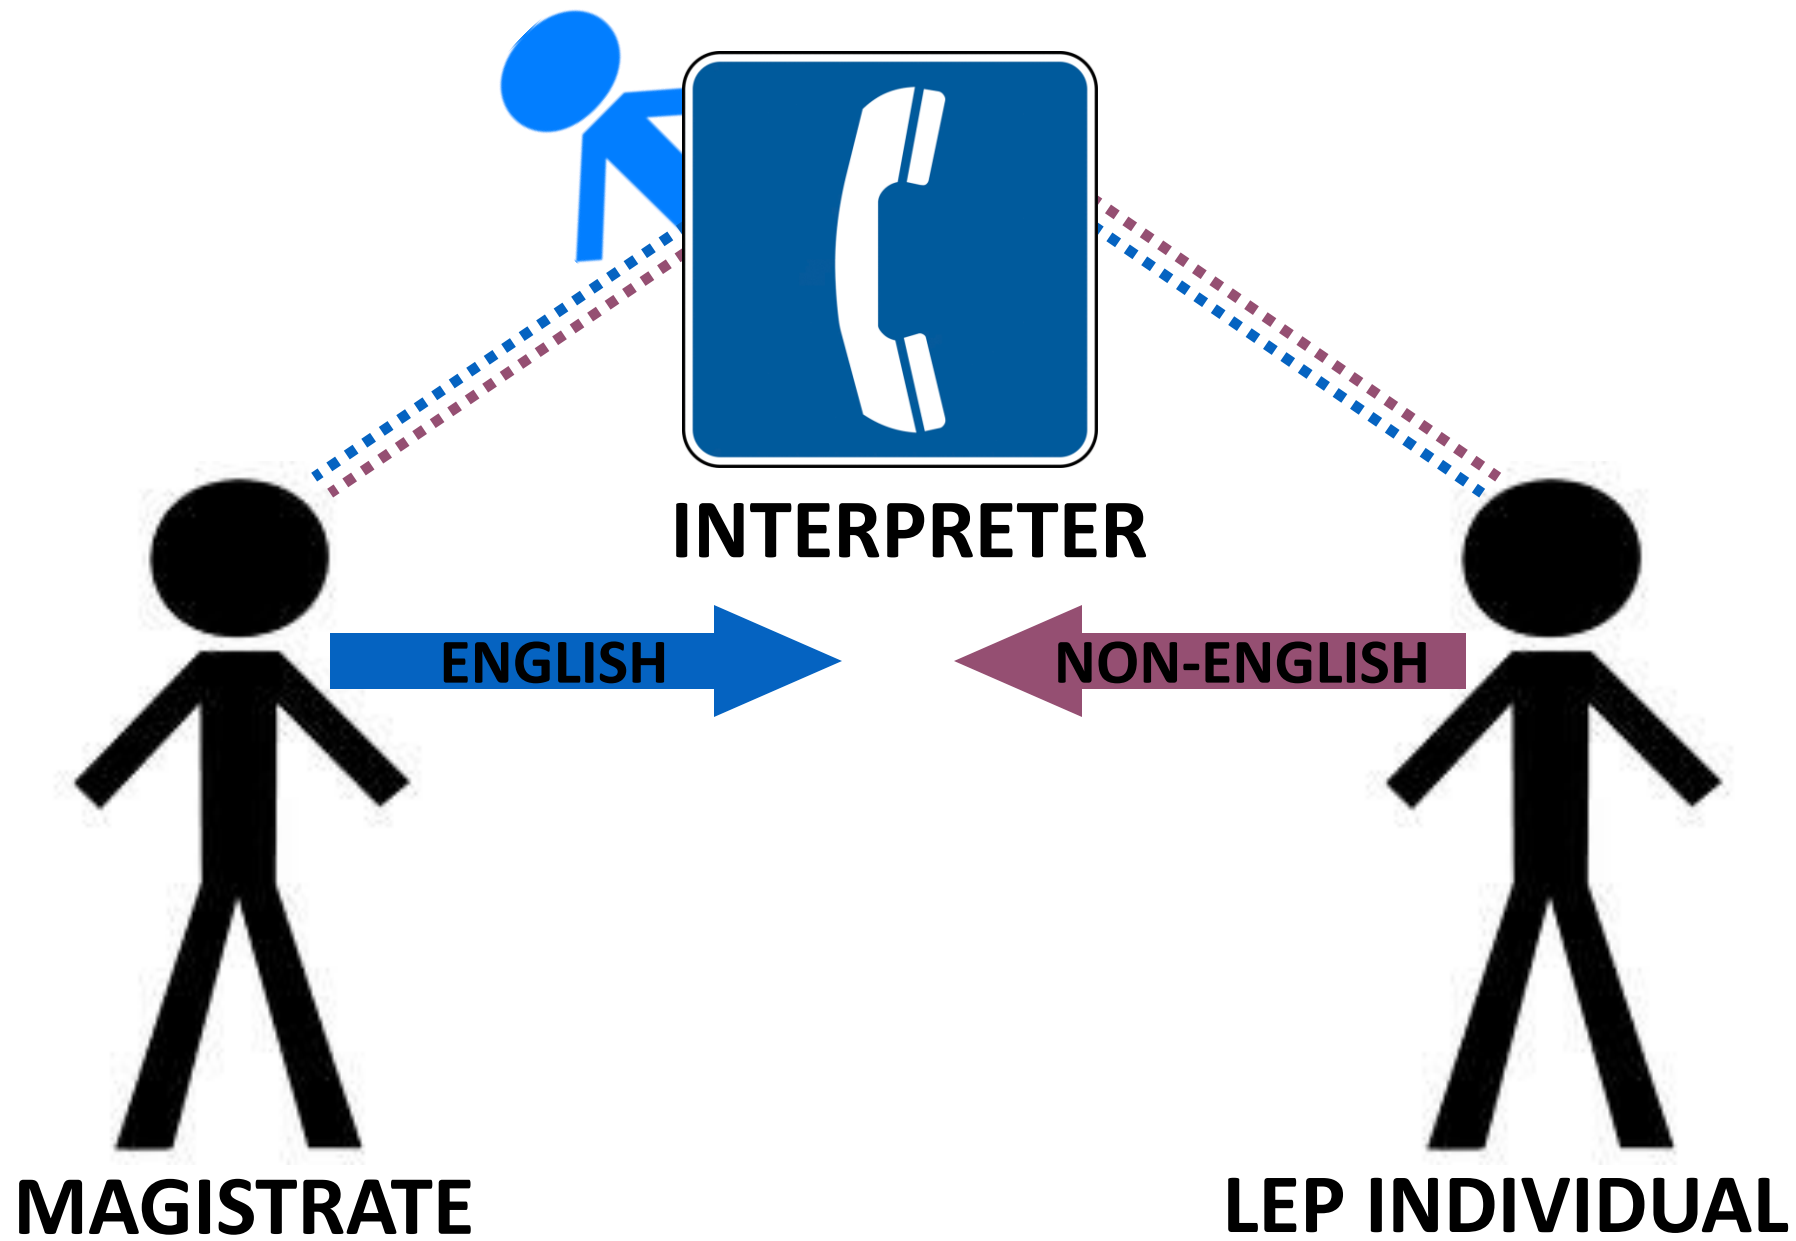 INTERPRETER
ENGLISH
NON-ENGLISH
MAGISTRATE
LEP INDIVIDUAL